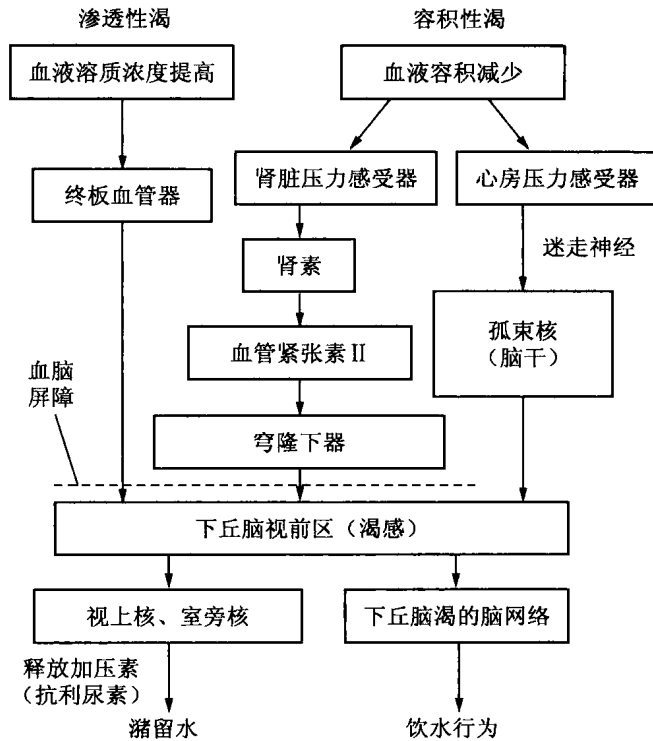 渗透性渴
容积性渴
血液溶质浓度提高
血液容积减少
终板血管器
肾脏压力感受器
心房压力感受器
迷走神经
肾素
孤束核
（脑干）
血管紧张素Ⅱ
血脑
屏障
穹隆下器
下丘脑视前区（渴感）
视上核、室旁核
下丘脑渴的脑网络
释放加压素
（抗利尿素）
潴留水
饮水行为